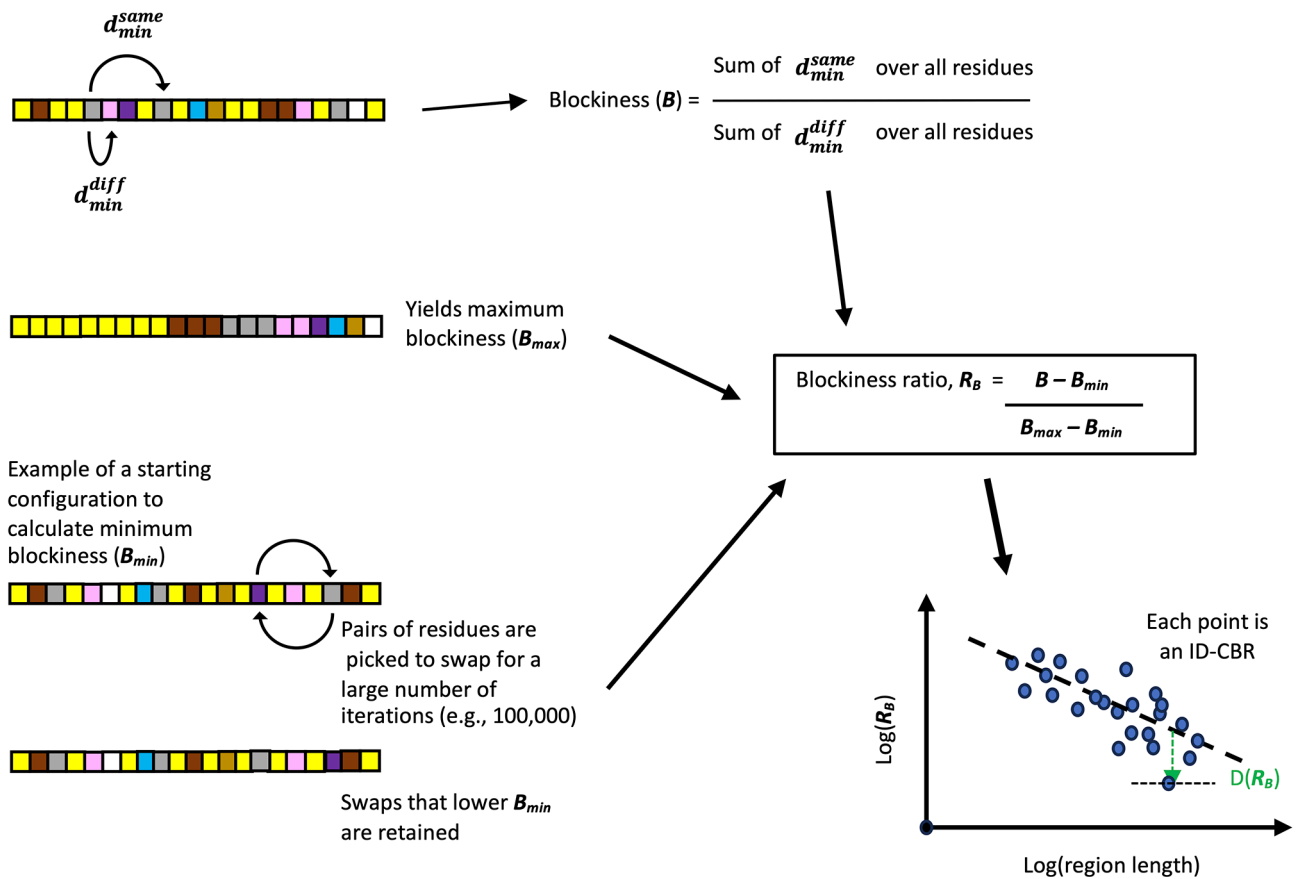 d_min^same
d_min^diff
Blockiness (B) =
Sum of d_min^same over all residues
Sum of d_min^diff over all residues
Yields maximum
blockiness (B_max)
Blockiness ratio, R_B =
B – B_min
B_max – B_min
Example of a starting
configuration to
calculate minimum
blockiness (B_min)
Pairs of residues are
picked to swap for a
large number of
iterations (e.g., 100,000)
Swaps that lower B_min
are retained
Each point is
an ID-CBR
Log(R_B)
D(R_B)
Log(region length)